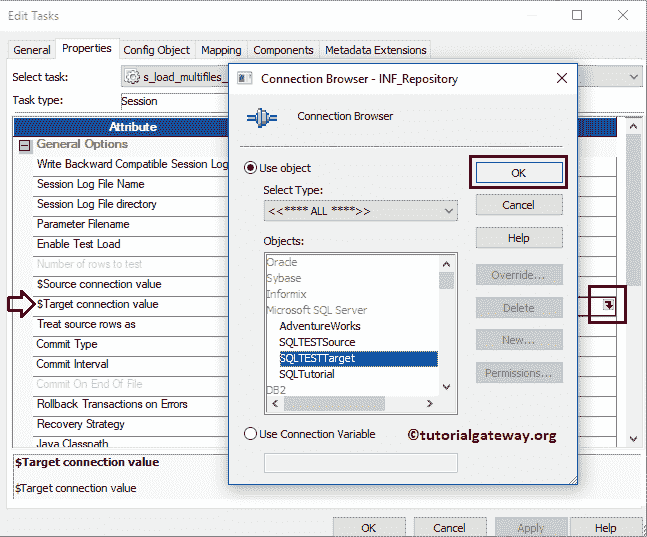 Edit Tasks
General
Properties
Config Object
Mapping
Components
Metadata Extensions
Select task:
s_load_multifiles_
Task type:
Session
Attribute
General Options
Write Backward Compatible Session Log
Session Log File Name
Session Log File directory
Parameter Filename
Enable Test Load
Number of rows to test
$Source connection value
$Target connection value
Treat source rows as
Commit Type
Commit Interval
Commit On End Of File
Rollback Transactions on Errors
Recovery Strategy
Java Classpath
$Target connection value
$Target connection value
OK
Cancel
Apply
Help
Connection Browser - INF_Repository
Connection Browser
Use object
Select Type:
<<**** ALL ****>>
Objects:
Oracle
Sybase
Informix
Microsoft SQL Server
AdventureWorks
SQLTESTSource
SQLTESTTarget
SQLTutorial
DB2
Use Connection Variable
OK
Cancel
Help
Override...
Delete
New...
Permissions...
©tutorialgateway.org